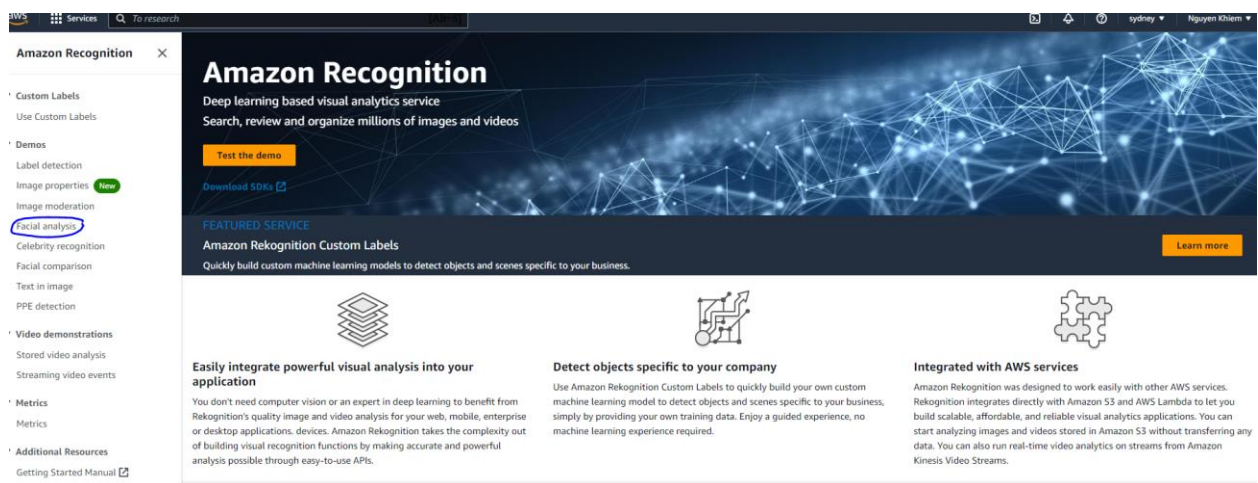 aws
Services
To research
[Alt+S]
sydney
Nguyen Khiem
Amazon Recognition
Custom Labels
Use Custom Labels
Demos
Label detection
Image properties New
Image moderation
Facial analysis
Celebrity recognition
Facial comparison
Text in image
PPE detection
Video demonstrations
Stored video analysis
Streaming video events
Metrics
Metrics
Additional Resources
Getting Started Manual
Amazon Recognition
Deep learning based visual analytics service
Search, review and organize millions of images and videos
Test the demo
Download SDKs
FEATURED SERVICE
Amazon Rekognition Custom Labels
Quickly build custom machine learning models to detect objects and scenes specific to your business.
Learn more
Easily integrate powerful visual analysis into your
application
You don't need computer vision or an expert in deep learning to benefit from
Rekognition's quality image and video analysis for your web, mobile, enterprise
or desktop applications. devices. Amazon Rekognition takes the complexity out
of building visual recognition functions by making accurate and powerful
analysis possible through easy-to-use APIs.
Detect objects specific to your company
Use Amazon Rekognition Custom Labels to quickly build your own custom
machine learning model to detect objects and scenes specific to your business,
simply by providing your own training data. Enjoy a guided experience, no
machine learning experience required.
Integrated with AWS services
Amazon Rekognition was designed to work easily with other AWS services.
Rekognition integrates directly with Amazon S3 and AWS Lambda to let you
build scalable, affordable, and reliable visual analytics applications. You can
start analyzing images and videos stored in Amazon S3 without transferring any
data. You can also run real-time video analytics on streams from Amazon
Kinesis Video Streams.